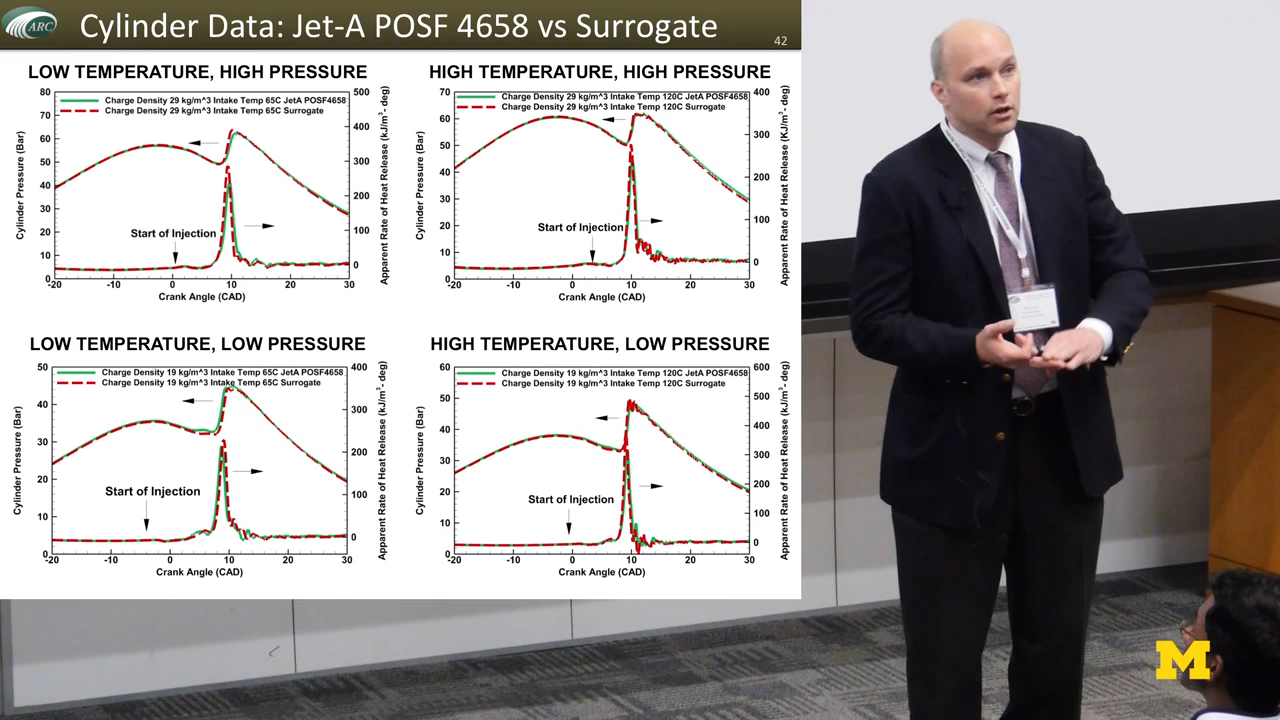 ARC
Cylinder Data: Jet-A POSF 4658 vs Surrogate
42
LOW TEMPERATURE, HIGH PRESSURE
Charge Density 29 kg/m^3 Intake Temp 65C JetA POSF4658
Charge Density 29 kg/m^3 Intake Temp 65C Surrogate
Cylinder Pressure (Bar)
80
70
60
50
40
30
20
10
0
Start of Injection
-20 -10 0 10 20 30
Crank Angle (CAD)
500
400
300
200
100
0
Apparent Rate of Heat Release (kJ/m³- deg)
HIGH TEMPERATURE, HIGH PRESSURE
Charge Density 29 kg/m^3 Intake Temp 120C JetA POSF4658
Charge Density 29 kg/m^3 Intake Temp 120C Surrogate
Cylinder Pressure (Bar)
70
60
50
40
30
20
10
0
Start of Injection
-20 -10 0 10 20 30
Crank Angle (CAD)
400
300
200
100
0
Apparent Rate of Heat Release (KJ/m³- deg)
LOW TEMPERATURE, LOW PRESSURE
Charge Density 19 kg/m^3 Intake Temp 65C JetA POSF4658
Charge Density 19 kg/m^3 Intake Temp 65C Surrogate
Cylinder Pressure (Bar)
50
40
30
20
10
0
Start of Injection
-20 -10 0 10 20 30
Crank Angle (CAD)
400
300
200
100
0
Apparent Rate of Heat Release (kJ/m³- deg)
HIGH TEMPERATURE, LOW PRESSURE
Charge Density 19 kg/m^3 Intake Temp 120C JetA POSF4658
Charge Density 19 kg/m^3 Intake Temp 120C Surrogate
Cylinder Pressure (Bar)
60
50
40
30
20
10
0
Start of Injection
-20 -10 0 10 20 30
Crank Angle (CAD)
600
500
400
300
200
100
0
Apparent Rate of Heat Release (kJ/m³- deg)
M